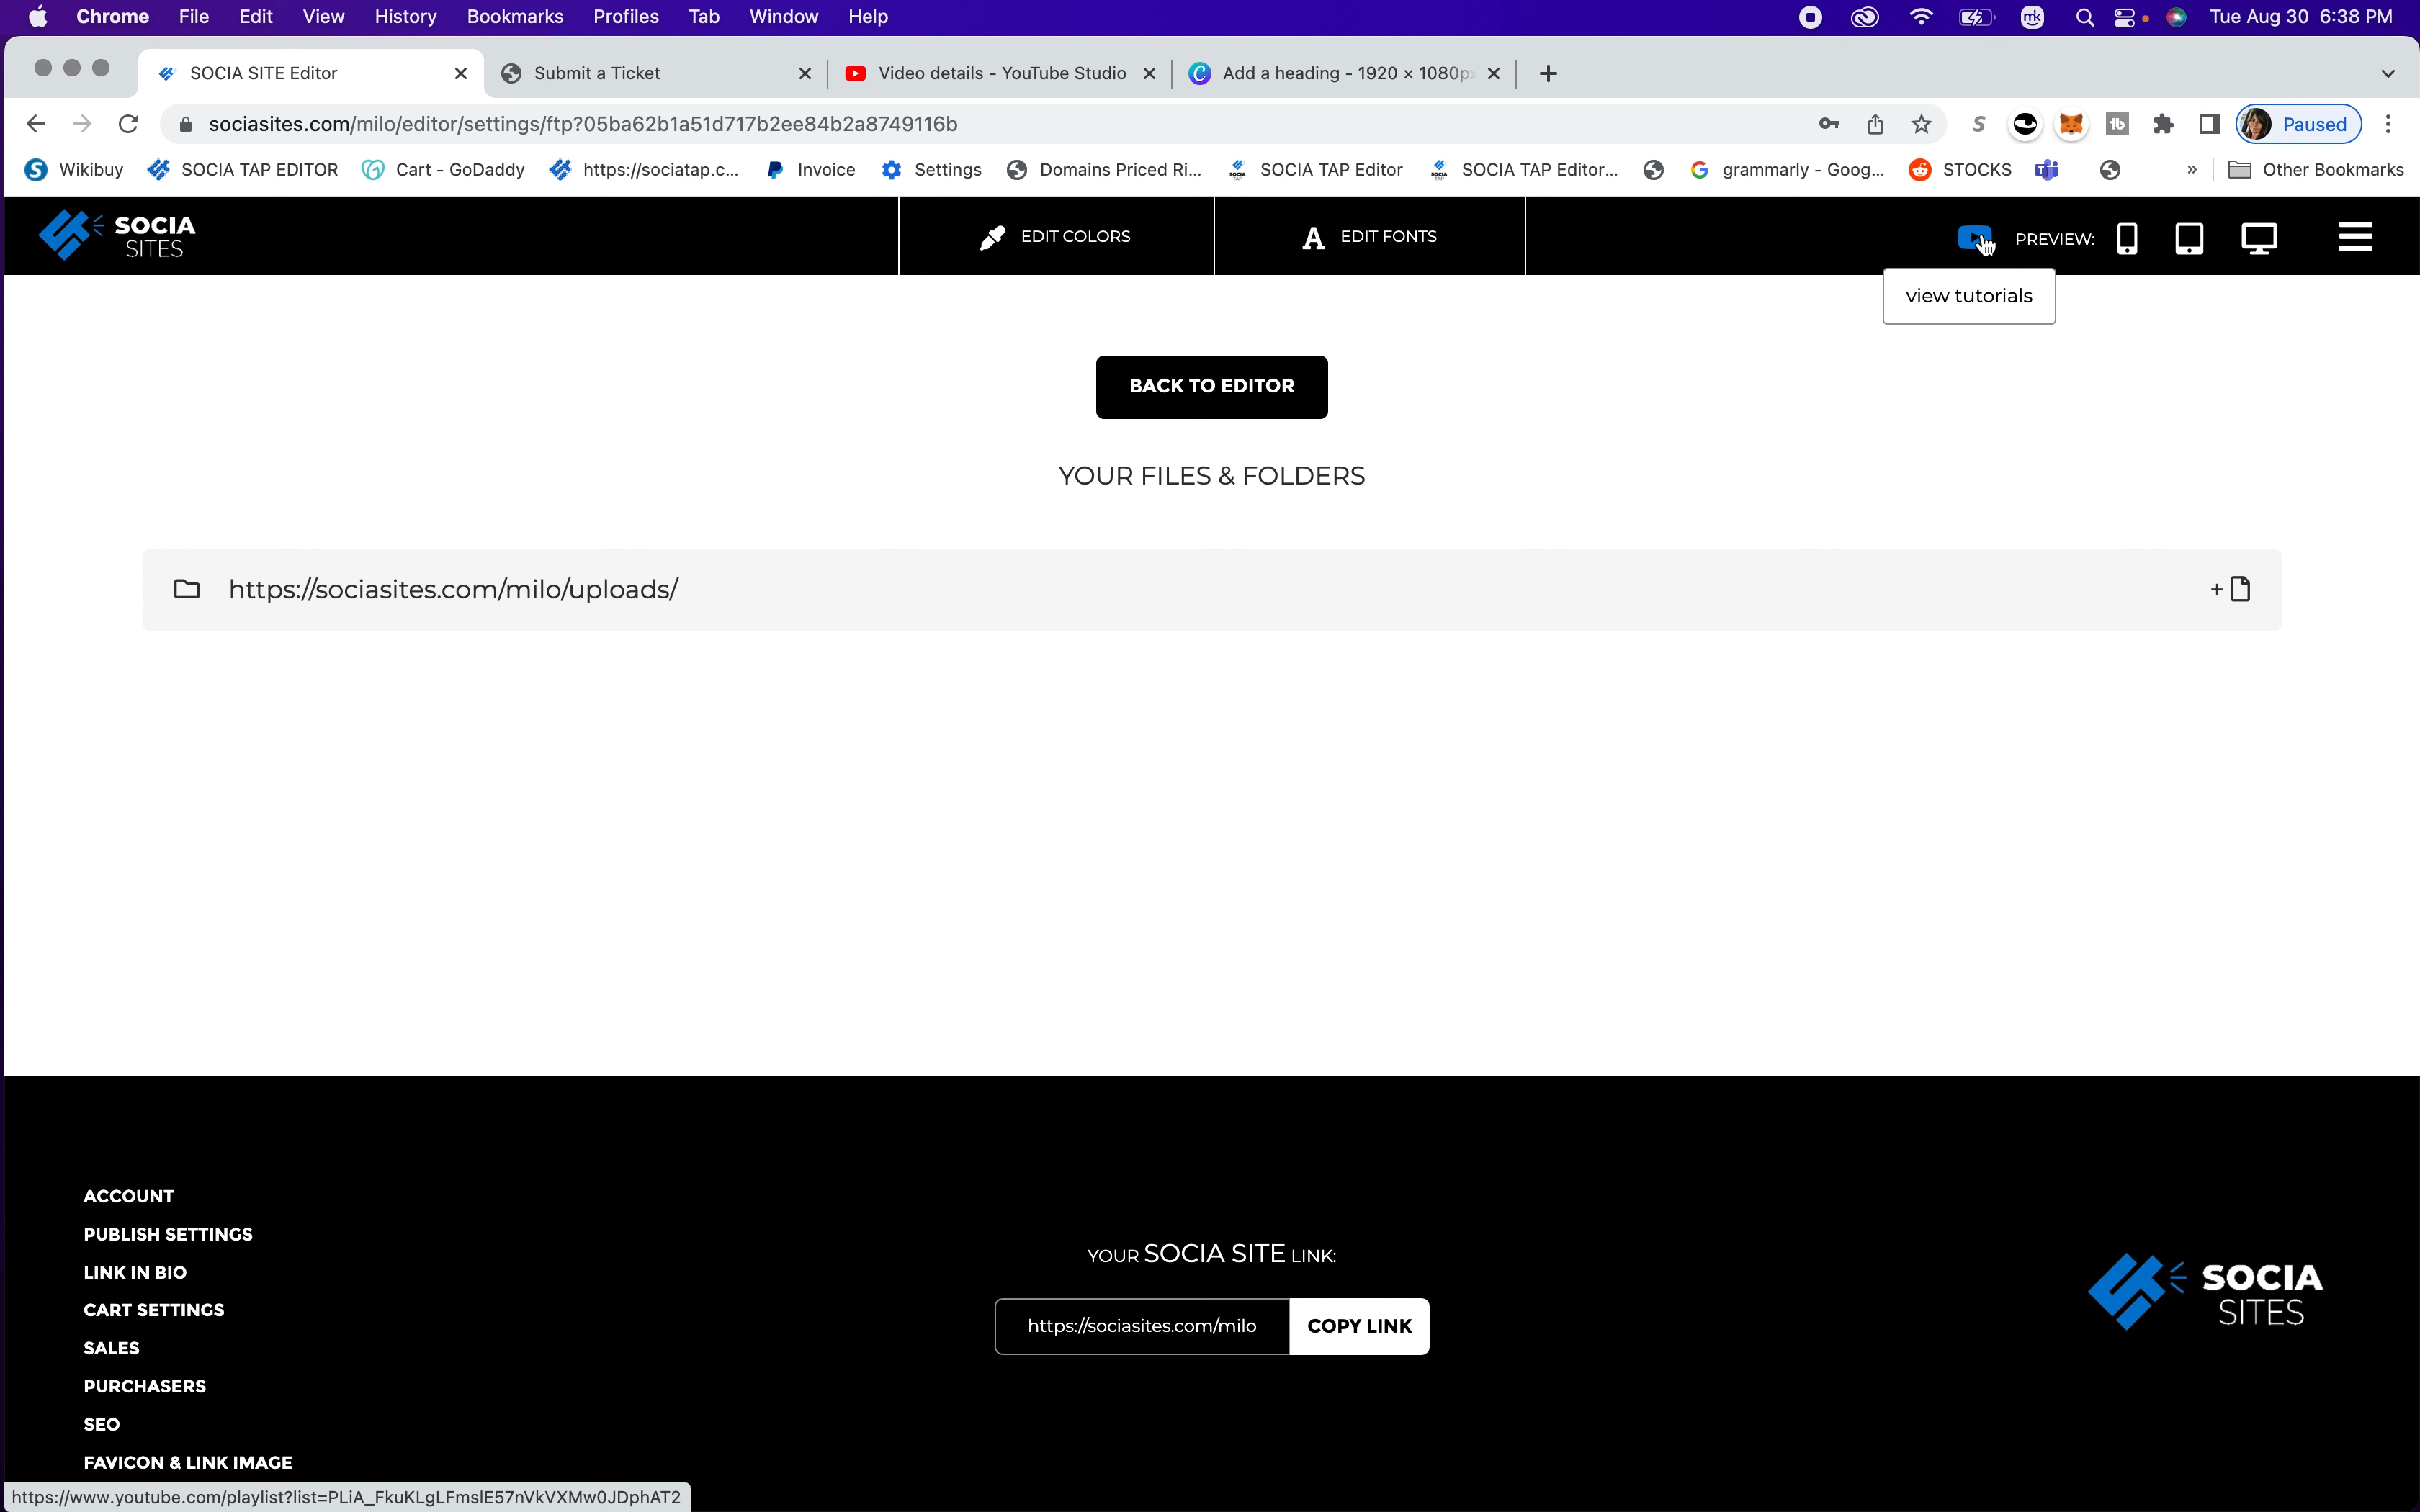 Chrome File Edit View History Bookmarks Profiles Tab Window Help mk Tue Aug 30 6:38 PM
SOCIA SITE Editor Submit a Ticket Video details - YouTube Studio Add a heading - 1920 × 1080px
sociasites.com/milo/editor/settings/ftp?05ba62b1a51d717b2ee84b2a8749116b Paused
Wikibuy SOCIA TAP EDITOR Cart - GoDaddy https://sociatap.c... Invoice Settings Domains Priced Ri... SOCIA TAP Editor SOCIA TAP Editor... grammarly - Goog... STOCKS » Other Bookmarks
SOCIA
SITES
EDIT COLORS
A EDIT FONTS
PREVIEW:
view tutorials
BACK TO EDITOR
YOUR FILES & FOLDERS
https://sociasites.com/milo/uploads/ +
ACCOUNT
PUBLISH SETTINGS
LINK IN BIO
CART SETTINGS
SALES
PURCHASERS
SEO
FAVICON & LINK IMAGE
YOUR SOCIA SITE LINK:
https://sociasites.com/milo COPY LINK
SOCIA
SITES
https://www.youtube.com/playlist?list=PLiA_FkuKLgLFmslE57nVkVXMw0JDphAT2